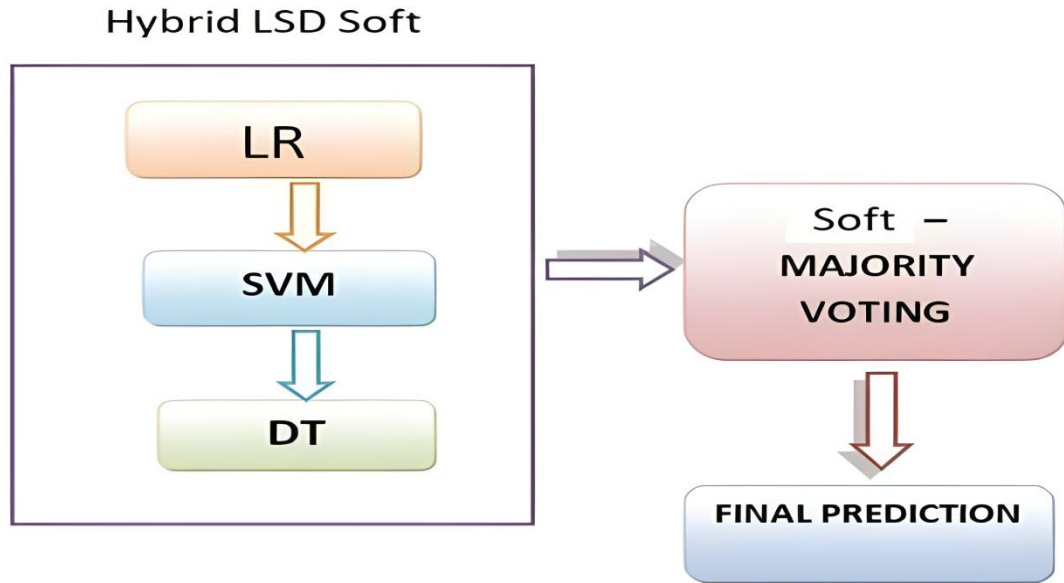 Hybrid LSD Soft
LR
SVM
DT
Soft –
MAJORITY
VOTING
FINAL PREDICTION